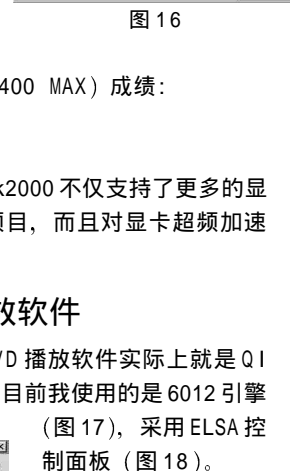 图 16
400 MAX) 成绩：
k2000 不仅支持了更多的显
项目，而且对显卡超频加速
放软件
VD 播放软件实际上就是 Q I
目前我使用的是 6012 引擎
(图 17)，采用 ELSA 控
制面板 (图 18)。